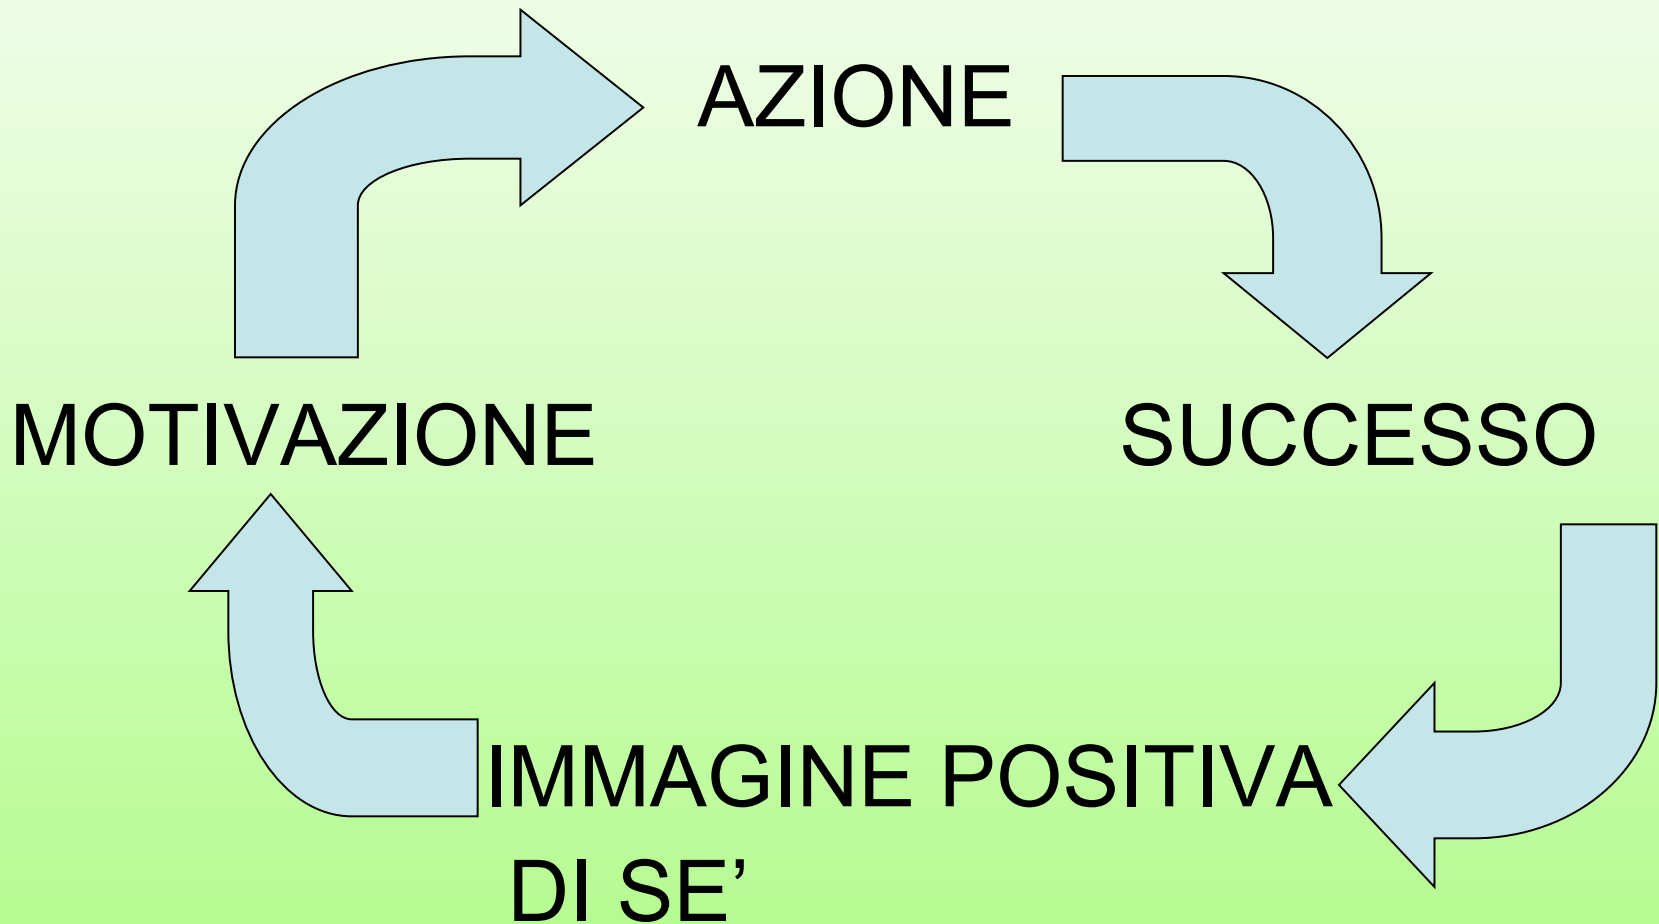 AZIONE
MOTIVAZIONE
SUCCESSO
IMMAGINE POSITIVA
DI SE’